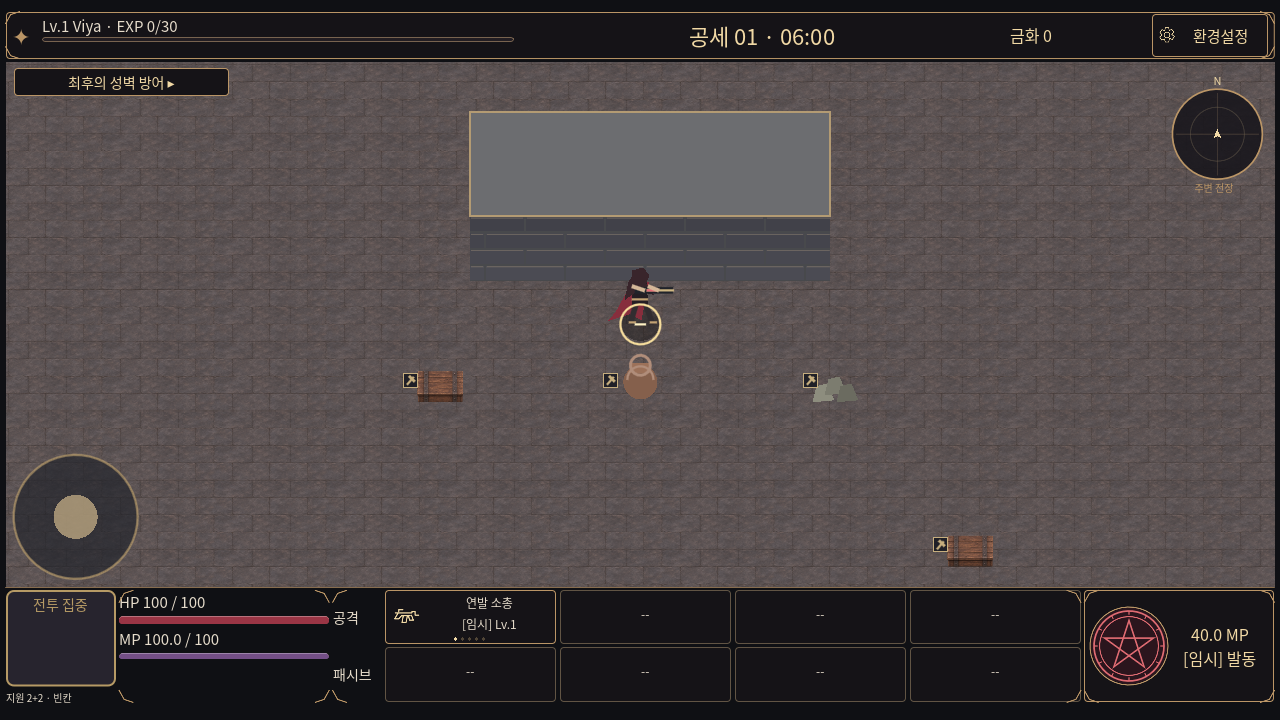 Lv.1 Viya · EXP 0/30
공세 01 · 06:00
금화 0
환경설정
최후의 성벽 방어 ▸
N
주변 전장
전투 집중
HP 100 / 100
MP 100.0 / 100
지원 2+2 · 빈칸
공격
패시브
연발 소총
[임시] Lv.1
--
--
--
--
--
--
--
40.0 MP
[임시] 발동